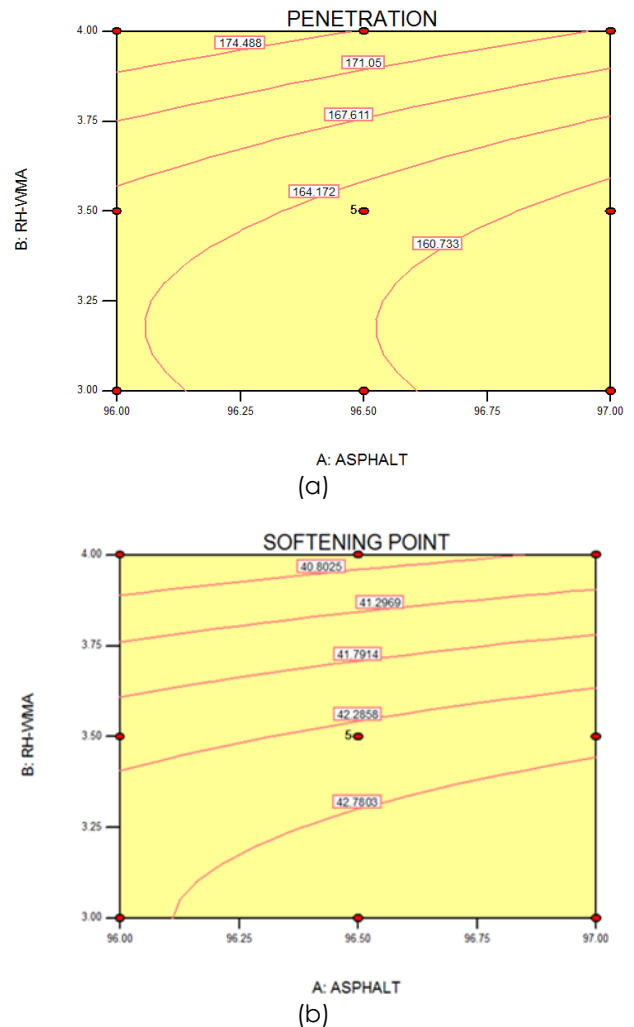 PENETRATION
4.00
174.488
171.05
3.75
167.611
164.172
B: RH-WMA
3.50
5
160.733
3.25
3.00
96.00 96.25 96.50 96.75 97.00
A: ASPHALT
(a)
SOFTENING POINT
4.00
40.8025
41.2969
3.75
41.7914
42.2858
B: RH-WMA
3.50
5
42.7803
3.25
3.00
96.00 96.25 96.50 96.75 97.00
A: ASPHALT
(b)